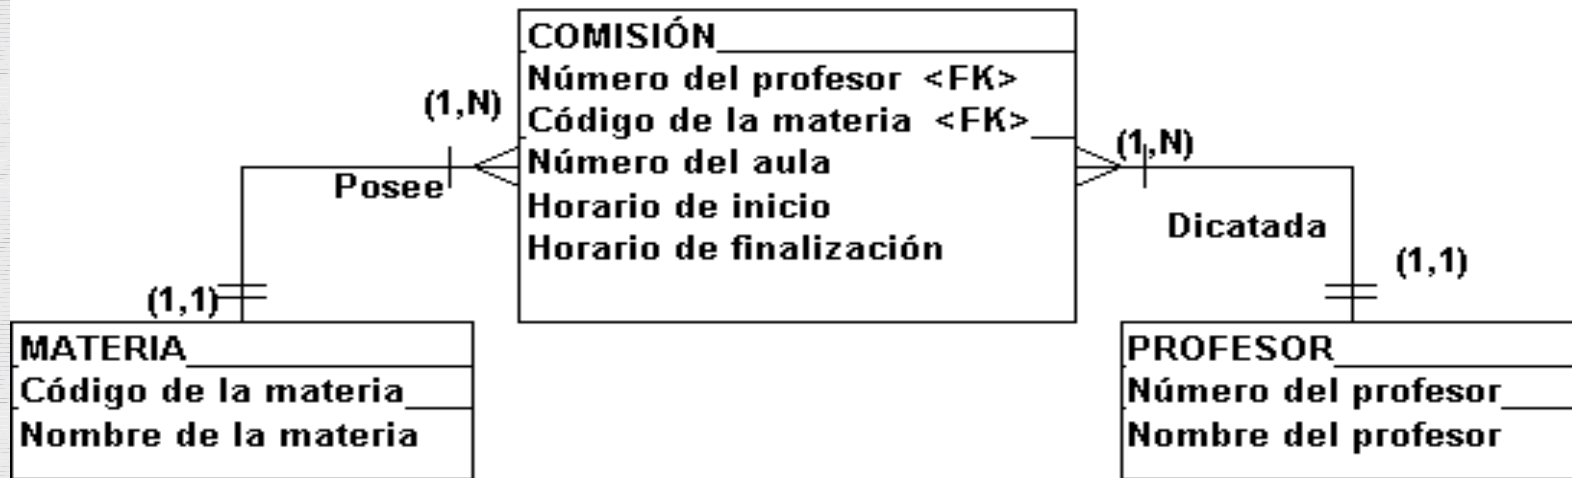 COMISIÓN
Número del profesor <FK>
Código de la materia <FK>
Número del aula
Horario de inicio
Horario de finalización
(1,N)
Posee
(1,1)
(1,N)
Dicatada
(1,1)
MATERIA
Código de la materia
Nombre de la materia
PROFESOR
Número del profesor
Nombre del profesor